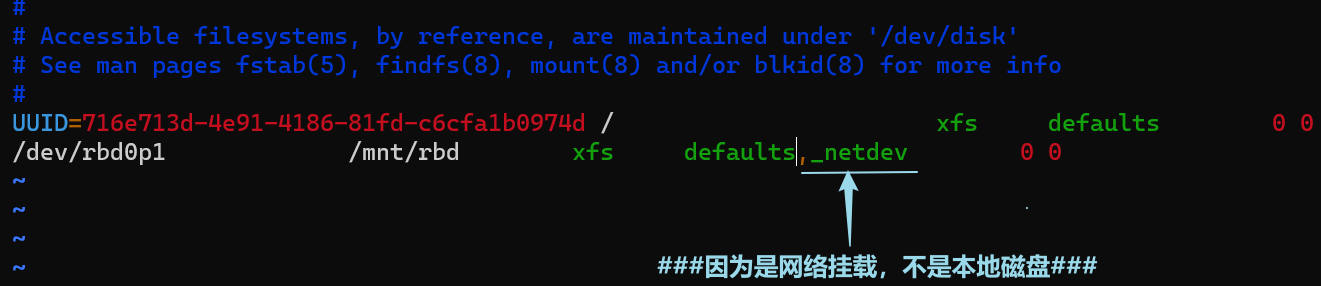 #
# Accessible filesystems, by reference, are maintained under '/dev/disk'
# See man pages fstab(5), findfs(8), mount(8) and/or blkid(8) for more info
#
UUID=716e713d-4e91-4186-81fd-c6cfa1b0974d / xfs defaults 0 0
/dev/rbd0p1 /mnt/rbd xfs defaults,_netdev 0 0
~
~
~
~
###因为是网络挂载，不是本地磁盘###